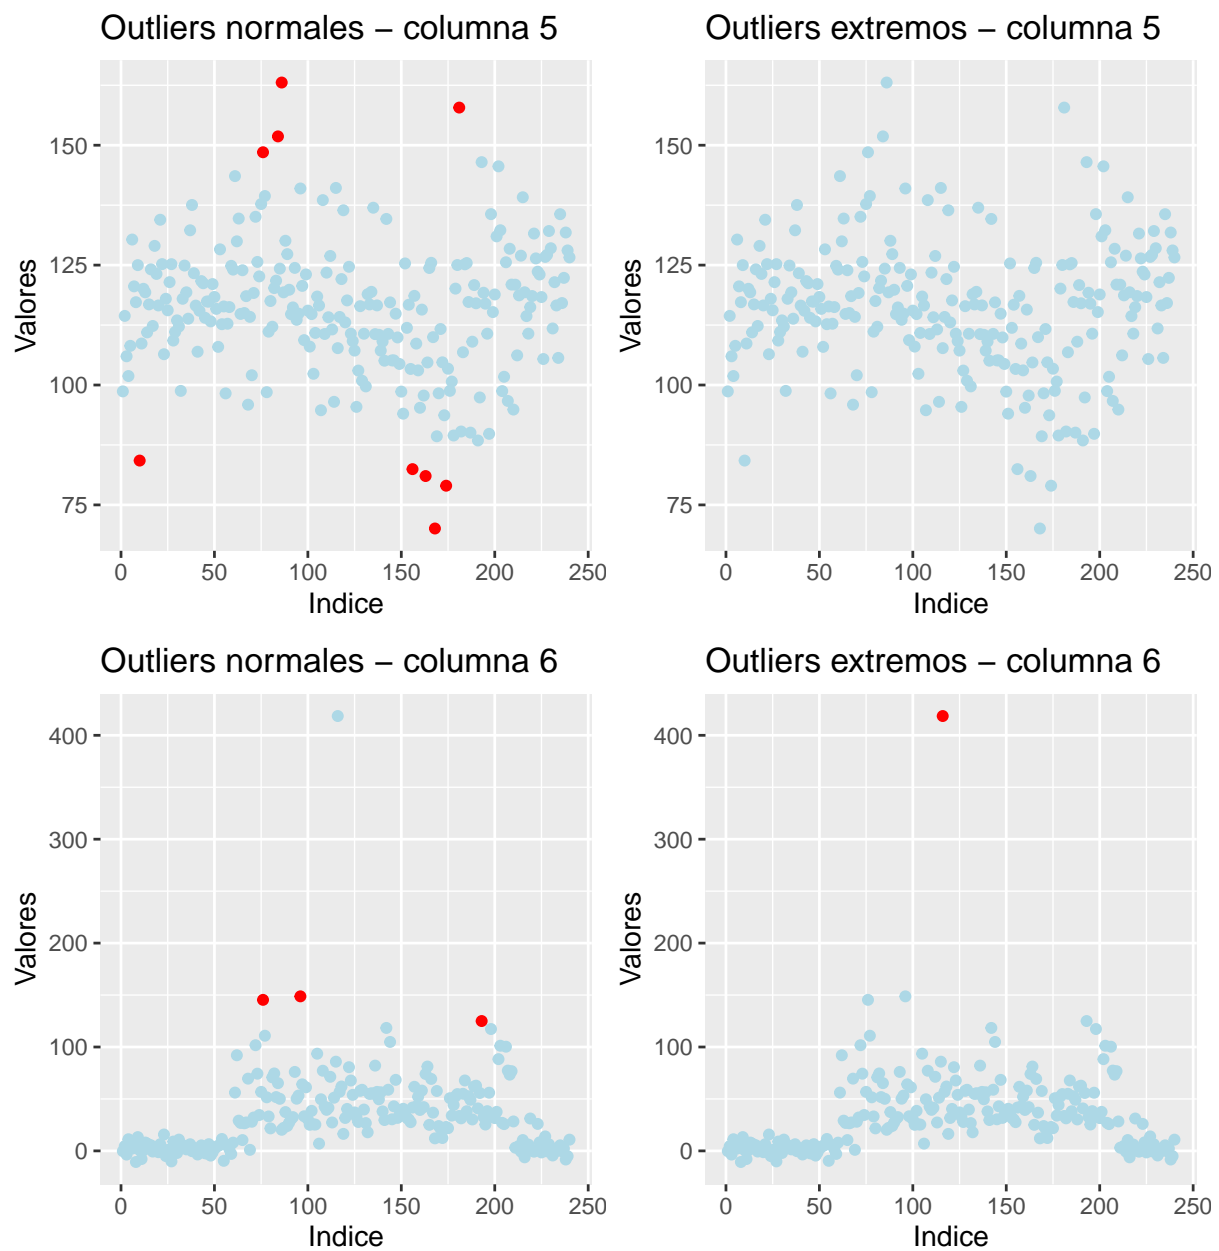 Outliers normales – columna 5
Valores
150
125
100
75
0 50 100 150 200 250
Indice
Outliers extremos – columna 5
Valores
150
125
100
75
0 50 100 150 200 250
Indice
Outliers normales – columna 6
Valores
400
300
200
100
0
0 50 100 150 200 250
Indice
Outliers extremos – columna 6
Valores
400
300
200
100
0
0 50 100 150 200 250
Indice